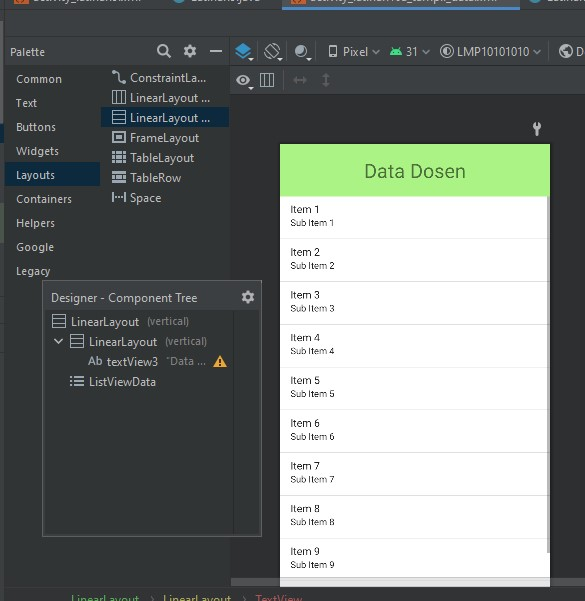 Palette
Common
Text
Buttons
Widgets
Layouts
Containers
Helpers
Google
Legacy
ConstraintLa...
LinearLayout ...
LinearLayout ...
FrameLayout
TableLayout
TableRow
Space
Pixel
31
LMP10101010
D
Designer - Component Tree
LinearLayout (vertical)
LinearLayout (vertical)
Ab textView3 "Data ...
ListViewData
Data Dosen
Item 1
Sub Item 1
Item 2
Sub Item 2
Item 3
Sub Item 3
Item 4
Sub Item 4
Item 5
Sub Item 5
Item 6
Sub Item 6
Item 7
Sub Item 7
Item 8
Sub Item 8
Item 9
Sub Item 9
LinearLayout > LinearLayout > TextView